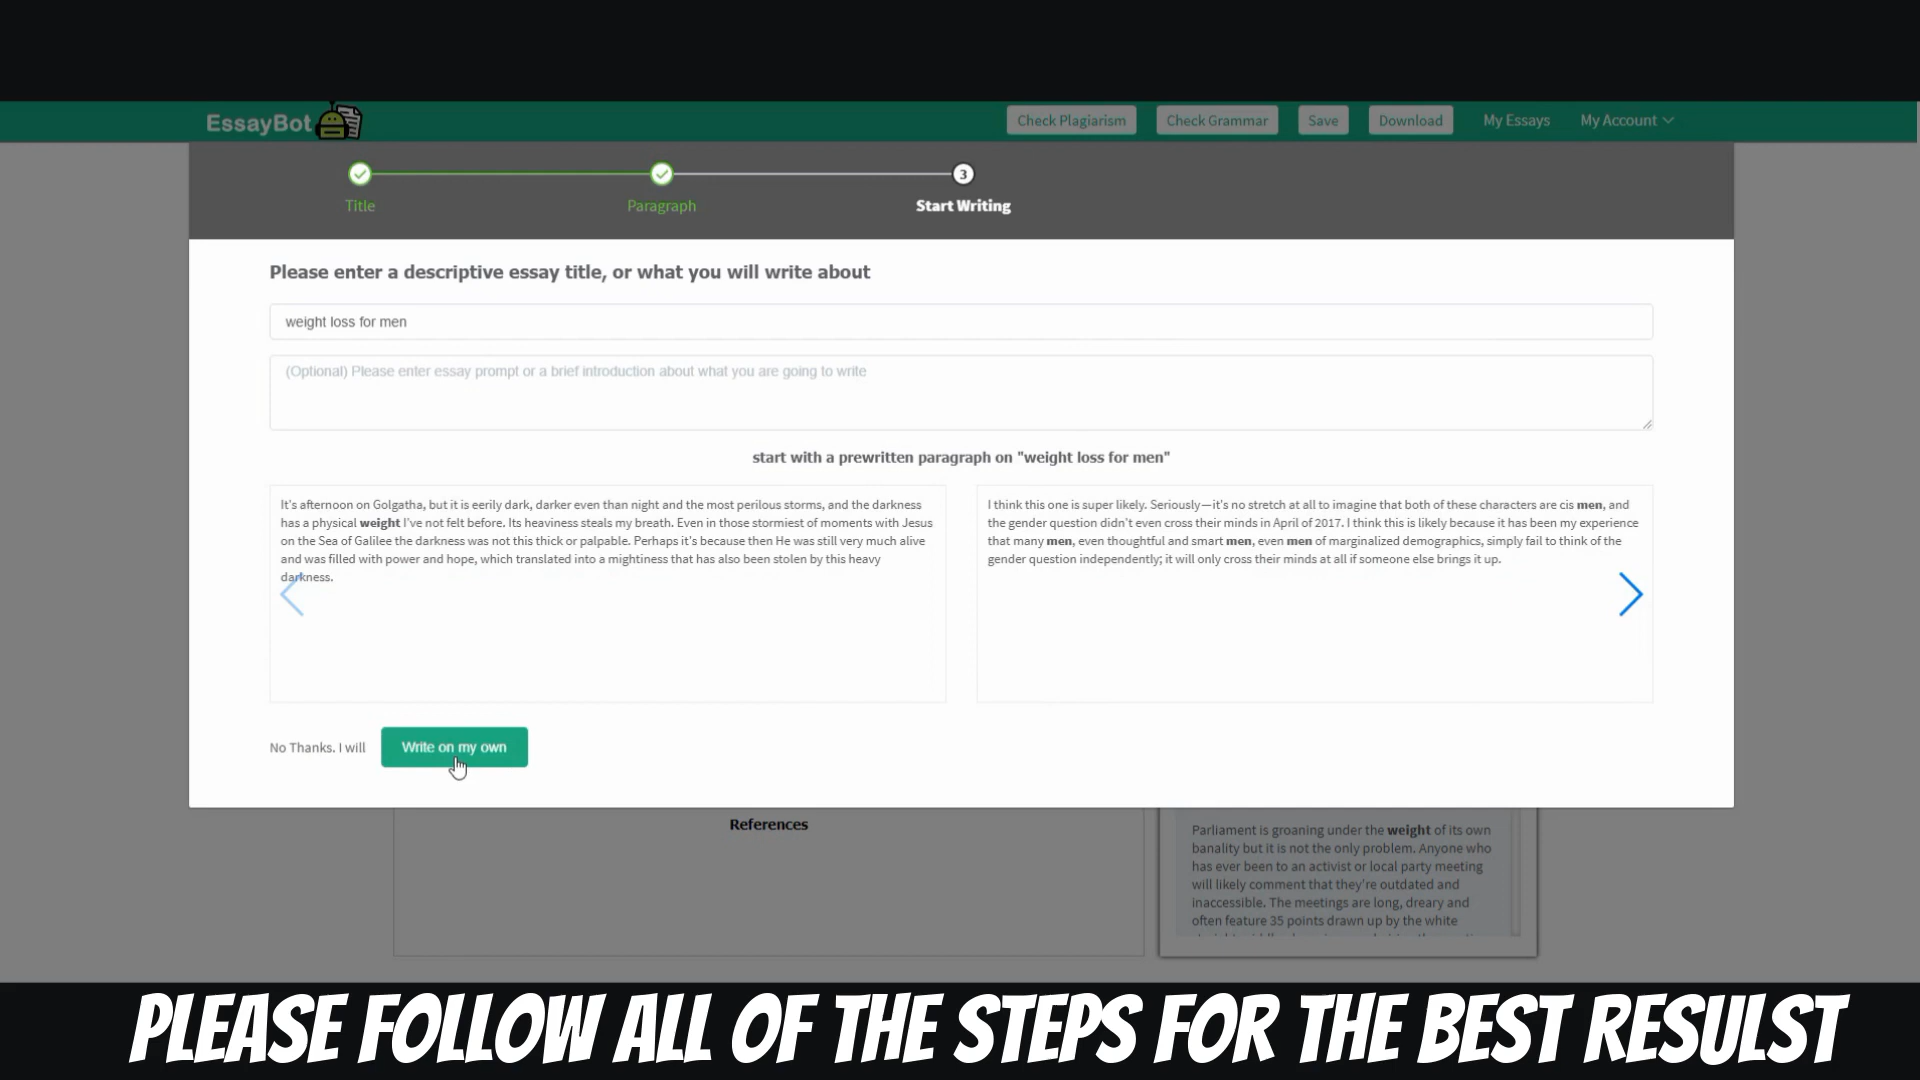 EssayBot
Check Plagiarism
Check Grammar
Save
Download
My Essays
My Account
3
Title
Paragraph
Start Writing
Please enter a descriptive essay title, or what you will write about
weight loss for men
(Optional) Please enter essay prompt or a brief introduction about what you are going to write
start with a prewritten paragraph on "weight loss for men"
It's afternoon on Golgatha, but it is eerily dark, darker even than night and the most perilous storms, and the darkness
has a physical weight I've not felt before. Its heaviness steals my breath. Even in those stormiest of moments with Jesus
on the Sea of Galilee the darkness was not this thick or palpable. Perhaps it's because then He was still very much alive
and was filled with power and hope, which translated into a mightiness that has also been stolen by this heavy
darkness.
I think this one is super likely. Seriously—it's no stretch at all to imagine that both of these characters are cis men, and
the gender question didn't even cross their minds in April of 2017. I think this is likely because it has been my experience
that many men, even thoughtful and smart men, even men of marginalized demographics, simply fail to think of the
gender question independently; it will only cross their minds at all if someone else brings it up.
No Thanks. I will
Write on my own
References
Parliament is groaning under the weight of its own
banality but it is not the only problem. Anyone who
has ever been to an activist or local party meeting
will likely comment that they're outdated and
inaccessible. The meetings are long, dreary and
often feature 35 points drawn up by the white
PLEASE FOLLOW ALL OF THE STEPS FOR THE BEST RESULST